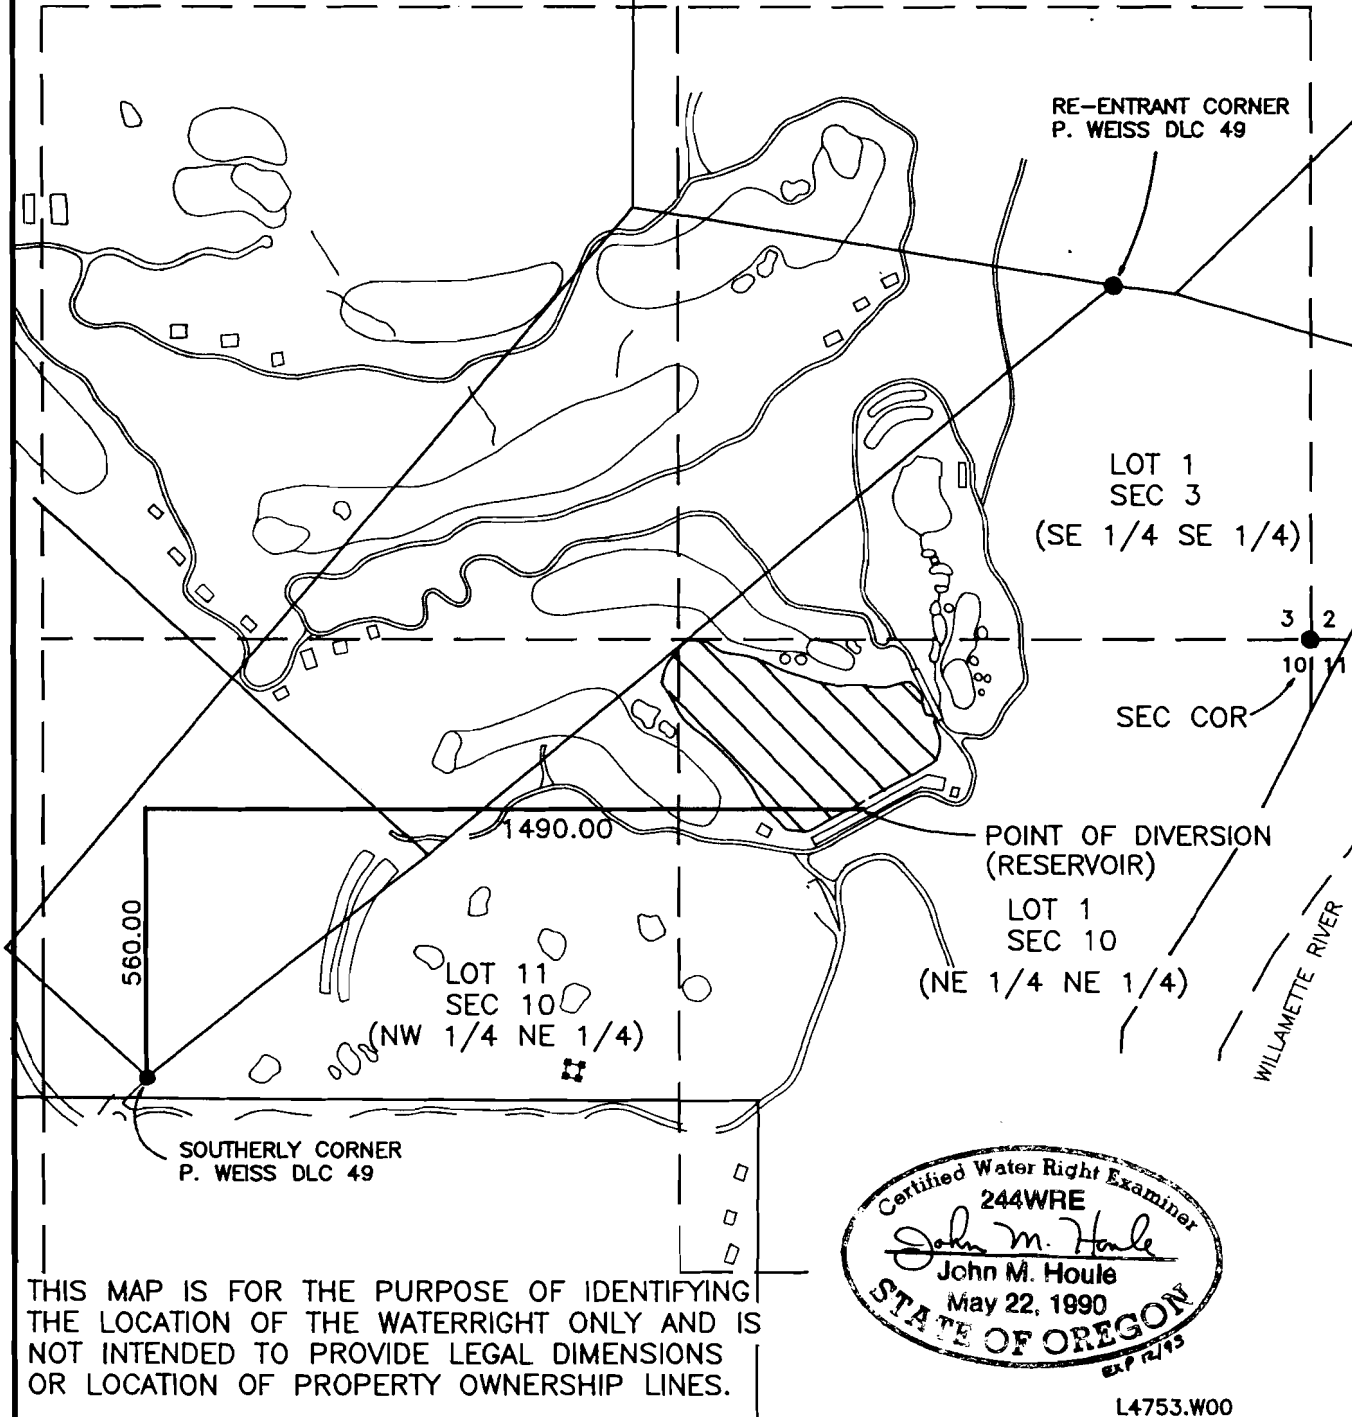 RE-ENTRANT CORNER
P. WEISS DLC 49
LOT 1
SEC 3
(SE 1/4 SE 1/4)
3 2
10 11
SEC COR
1490.00
POINT OF DIVERSION
(RESERVOIR)
560.00
LOT 1
SEC 10
(NE 1/4 NE 1/4)
WILLAMETTE RIVER
LOT 11
SEC 10
(NW 1/4 NE 1/4)
SOUTHERLY CORNER
P. WEISS DLC 49
Certified Water Right Examiner
244WRE
John M. Houle
John M. Houle
May 22, 1990
STATE OF OREGON
EXP 12/93
THIS MAP IS FOR THE PURPOSE OF IDENTIFYING
THE LOCATION OF THE WATERRIGHT ONLY AND IS
NOT INTENDED TO PROVIDE LEGAL DIMENSIONS
OR LOCATION OF PROPERTY OWNERSHIP LINES.
L4753.W00